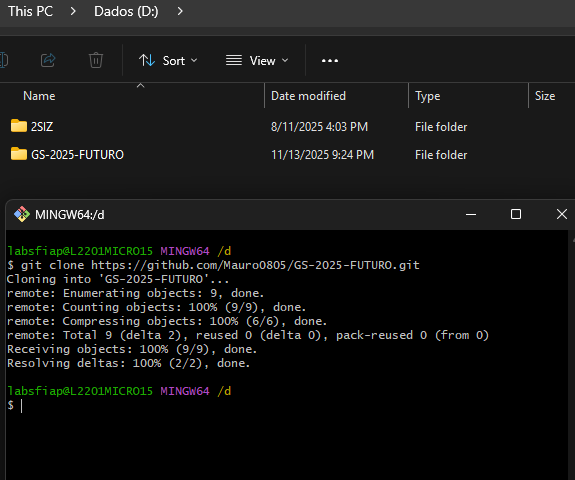 This PC > Dados (D:) >
Sort View ...
Name Date modified Type Size
2SIZ 8/11/2025 4:03 PM File folder
GS-2025-FUTURO 11/13/2025 9:24 PM File folder
MINGW64:/d
labsfiap@L2201MICRO15 MINGW64 /d
$ git clone https://github.com/Mauro0805/GS-2025-FUTURO.git
Cloning into 'GS-2025-FUTURO'...
remote: Enumerating objects: 9, done.
remote: Counting objects: 100% (9/9), done.
remote: Compressing objects: 100% (6/6), done.
remote: Total 9 (delta 2), reused 0 (delta 0), pack-reused 0 (from 0)
Receiving objects: 100% (9/9), done.
Resolving deltas: 100% (2/2), done.
labsfiap@L2201MICRO15 MINGW64 /d
$